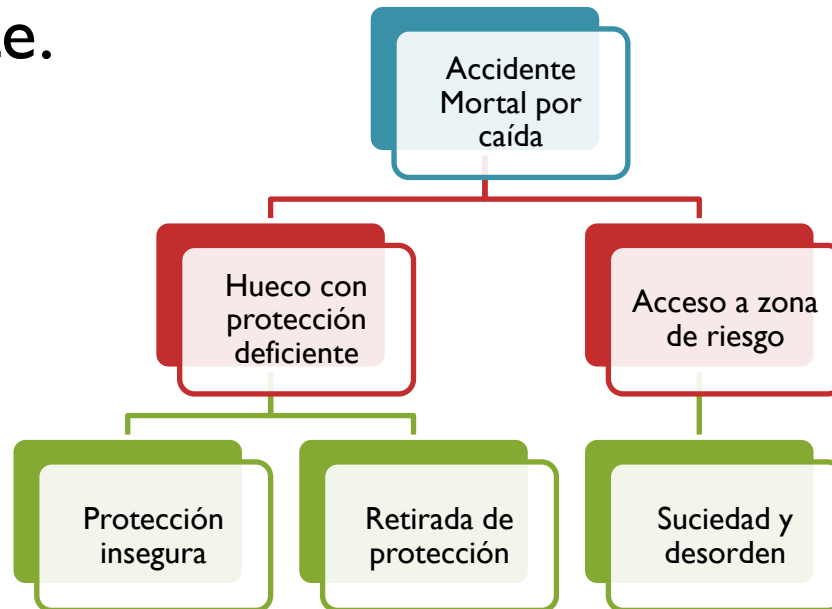 Accidente
Mortal por
caída
Hueco con
protección
deficiente
Acceso a zona
de riesgo
Protección
insegura
Retirada de
protección
Suciedad y
desorden